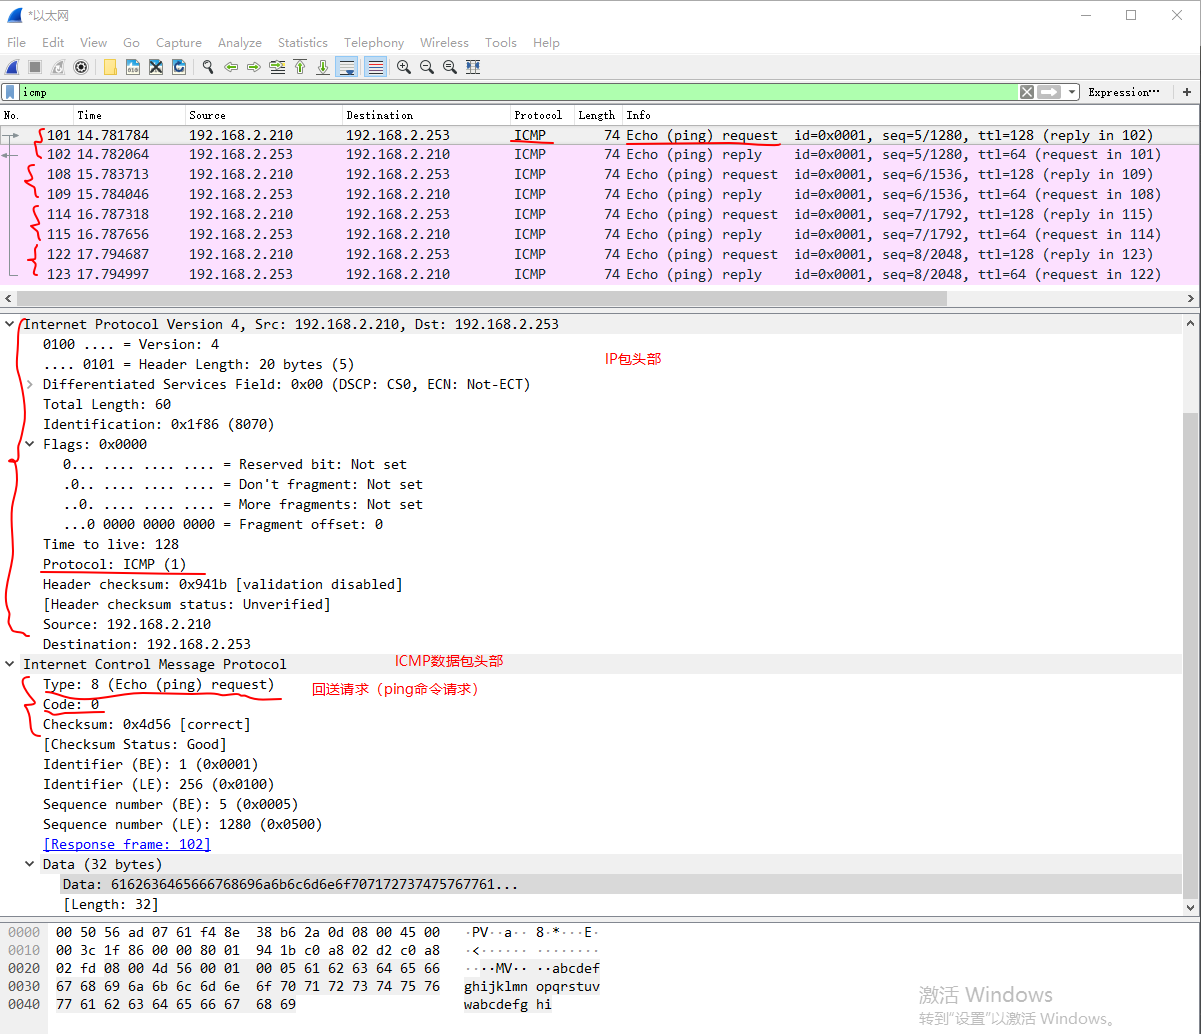 *以太网
File Edit View Go Capture Analyze Statistics Telephony Wireless Tools Help
icmp Expression… +
No. Time Source Destination Protocol Length Info
101 14.781784 192.168.2.210 192.168.2.253 ICMP 74 Echo (ping) request id=0x0001, seq=5/1280, ttl=128 (reply in 102)
102 14.782064 192.168.2.253 192.168.2.210 ICMP 74 Echo (ping) reply id=0x0001, seq=5/1280, ttl=64 (request in 101)
108 15.783713 192.168.2.210 192.168.2.253 ICMP 74 Echo (ping) request id=0x0001, seq=6/1536, ttl=128 (reply in 109)
109 15.784046 192.168.2.253 192.168.2.210 ICMP 74 Echo (ping) reply id=0x0001, seq=6/1536, ttl=64 (request in 108)
114 16.787318 192.168.2.210 192.168.2.253 ICMP 74 Echo (ping) request id=0x0001, seq=7/1792, ttl=128 (reply in 115)
115 16.787656 192.168.2.253 192.168.2.210 ICMP 74 Echo (ping) reply id=0x0001, seq=7/1792, ttl=64 (request in 114)
122 17.794687 192.168.2.210 192.168.2.253 ICMP 74 Echo (ping) request id=0x0001, seq=8/2048, ttl=128 (reply in 123)
123 17.794997 192.168.2.253 192.168.2.210 ICMP 74 Echo (ping) reply id=0x0001, seq=8/2048, ttl=64 (request in 122)
Internet Protocol Version 4, Src: 192.168.2.210, Dst: 192.168.2.253
0100 .... = Version: 4
.... 0101 = Header Length: 20 bytes (5)
IP包头部
Differentiated Services Field: 0x00 (DSCP: CS0, ECN: Not-ECT)
Total Length: 60
Identification: 0x1f86 (8070)
Flags: 0x0000
0... .... .... .... = Reserved bit: Not set
.0.. .... .... .... = Don't fragment: Not set
..0. .... .... .... = More fragments: Not set
...0 0000 0000 0000 = Fragment offset: 0
Time to live: 128
Protocol: ICMP (1)
Header checksum: 0x941b [validation disabled]
[Header checksum status: Unverified]
Source: 192.168.2.210
Destination: 192.168.2.253
Internet Control Message Protocol
ICMP数据包头部
Type: 8 (Echo (ping) request)
回送请求（ping命令请求）
Code: 0
Checksum: 0x4d56 [correct]
[Checksum Status: Good]
Identifier (BE): 1 (0x0001)
Identifier (LE): 256 (0x0100)
Sequence number (BE): 5 (0x0005)
Sequence number (LE): 1280 (0x0500)
[Response frame: 102]
Data (32 bytes)
Data: 6162636465666768696a6b6c6d6e6f707172737475767761...
[Length: 32]
0000 00 50 56 ad 07 61 f4 8e 38 b6 2a 0d 08 00 45 00 ·PV··a·· 8·*···E·
0010 00 3c 1f 86 00 00 80 01 94 1b c0 a8 02 d2 c0 a8 ·<······ ········
0020 02 fd 08 00 4d 56 00 01 00 05 61 62 63 64 65 66 ····MV·· ··abcdef
0030 67 68 69 6a 6b 6c 6d 6e 6f 70 71 72 73 74 75 76 ghijklmn opqrstuv
0040 77 61 62 63 64 65 66 67 68 69 wabcdefg hi
激活 Windows
转到“设置”以激活 Windows。